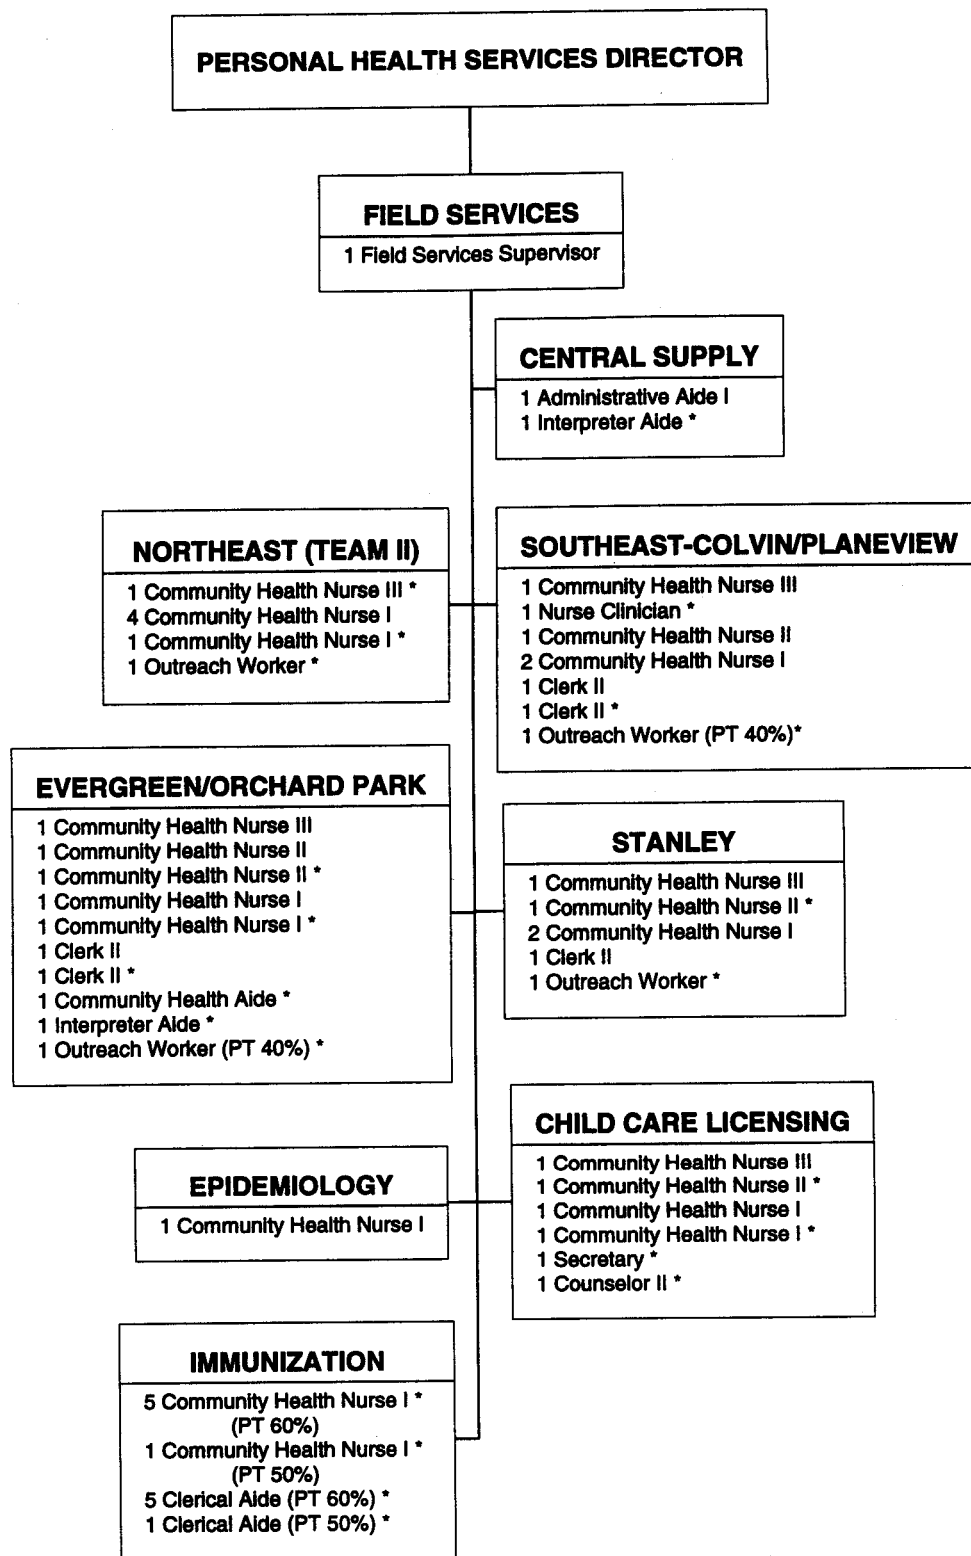 PERSONAL HEALTH SERVICES DIRECTOR
FIELD SERVICES
1 Field Services Supervisor
CENTRAL SUPPLY
1 Administrative Aide I
1 Interpreter Aide *
NORTHEAST (TEAM II)
1 Community Health Nurse III *
4 Community Health Nurse I
1 Community Health Nurse I *
1 Outreach Worker *
SOUTHEAST-COLVIN/PLANEVIEW
1 Community Health Nurse III
1 Nurse Clinician *
1 Community Health Nurse II
2 Community Health Nurse I
1 Clerk II
1 Clerk II *
1 Outreach Worker (PT 40%)*
EVERGREEN/ORCHARD PARK
1 Community Health Nurse III
1 Community Health Nurse II
1 Community Health Nurse II *
1 Community Health Nurse I
1 Community Health Nurse I *
1 Clerk II
1 Clerk II *
1 Community Health Aide *
1 Interpreter Aide *
1 Outreach Worker (PT 40%) *
STANLEY
1 Community Health Nurse III
1 Community Health Nurse II *
2 Community Health Nurse I
1 Clerk II
1 Outreach Worker *
EPIDEMIOLOGY
1 Community Health Nurse I
CHILD CARE LICENSING
1 Community Health Nurse III
1 Community Health Nurse II *
1 Community Health Nurse I
1 Community Health Nurse I *
1 Secretary *
1 Counselor II *
IMMUNIZATION
5 Community Health Nurse I *
(PT 60%)
1 Community Health Nurse I *
(PT 50%)
5 Clerical Aide (PT 60%) *
1 Clerical Aide (PT 50%) *